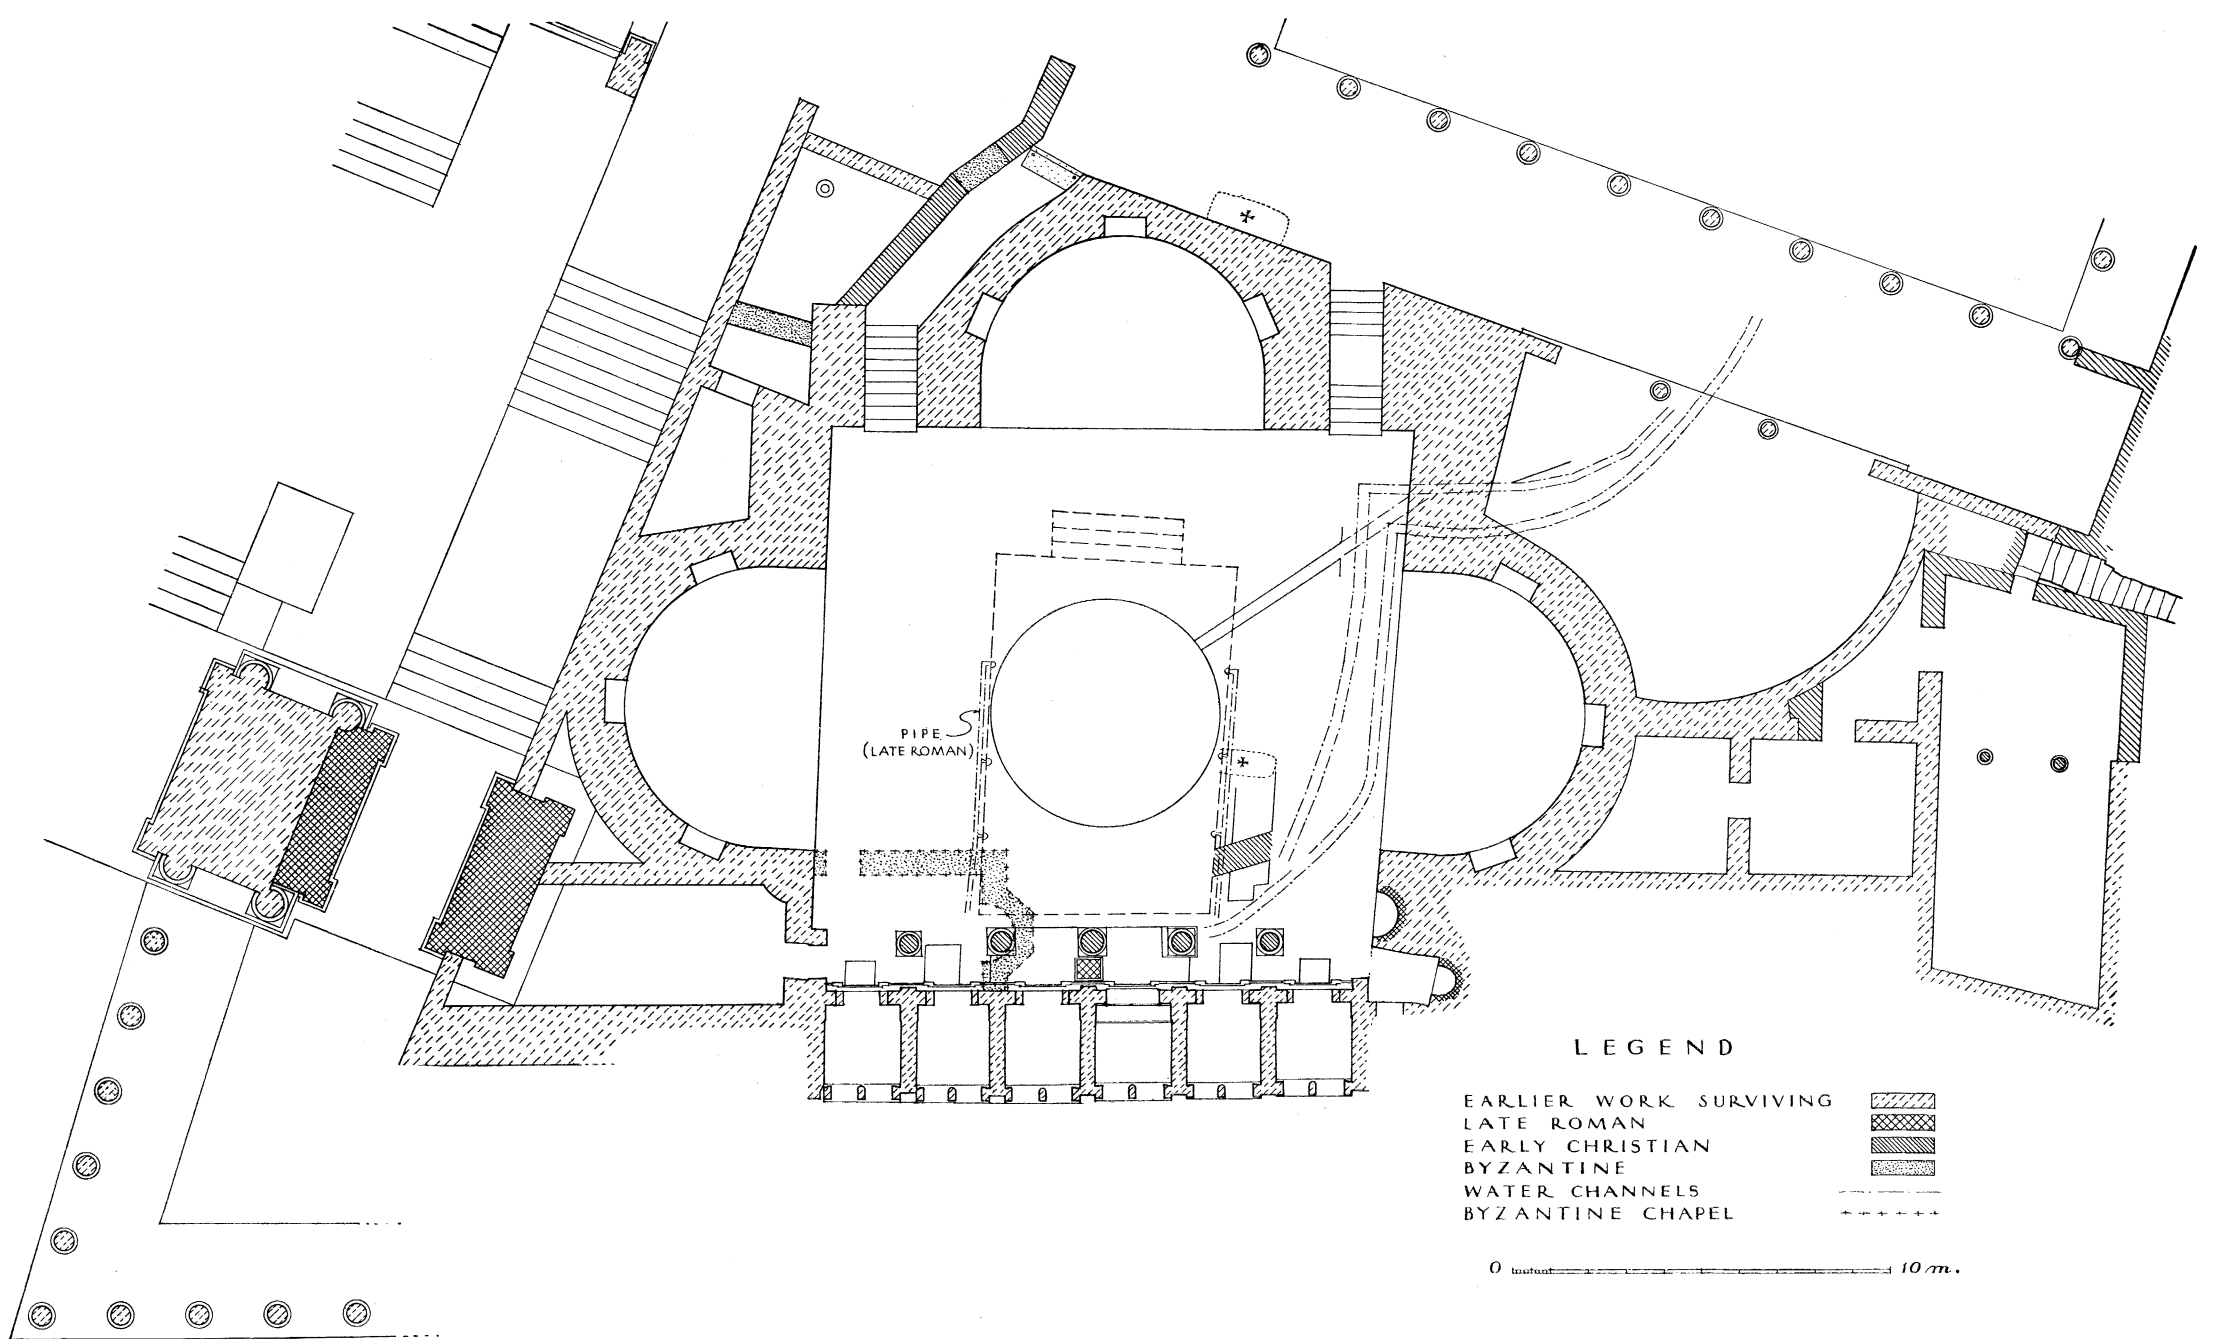 PIPE
(LATE ROMAN)
LEGEND
EARLIER WORK SURVIVING
LATE ROMAN
EARLY CHRISTIAN
BYZANTINE
WATER CHANNELS
BYZANTINE CHAPEL
0 10 m.